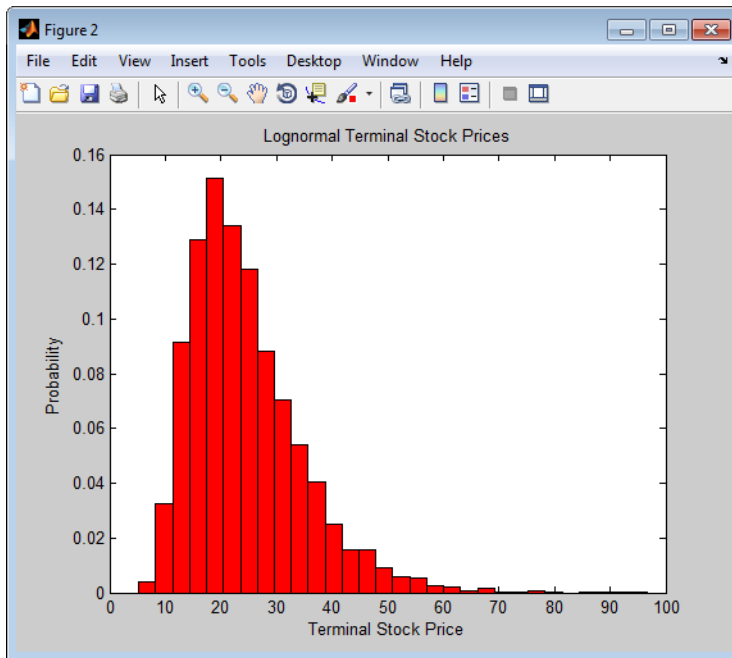 Figure 2
File Edit View Insert Tools Desktop Window Help
Lognormal Terminal Stock Prices
0.16
0.14
0.12
0.1
0.08
0.06
0.04
0.02
0
Probability
0 10 20 30 40 50 60 70 80 90 100
Terminal Stock Price